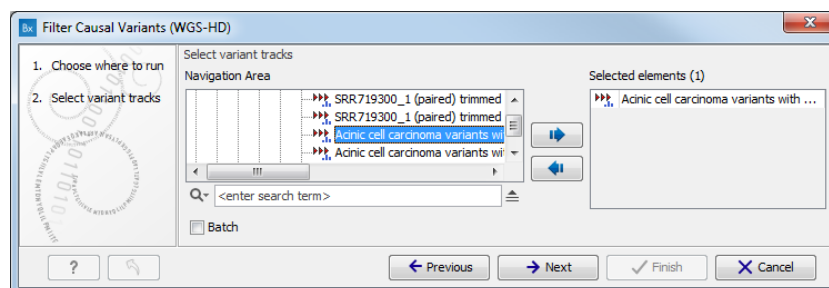 Bx Filter Causal Variants (WGS-HD)
1. Choose where to run
2. Select variant tracks
Select variant tracks
Navigation Area
SRR719300_1 (paired) trimmed
SRR719300_1 (paired) trimmed
Acinic cell carcinoma variants wi
Acinic cell carcinoma variants wi
<enter search term>
Batch
Selected elements (1)
Acinic cell carcinoma variants with ...
? Previous Next Finish Cancel